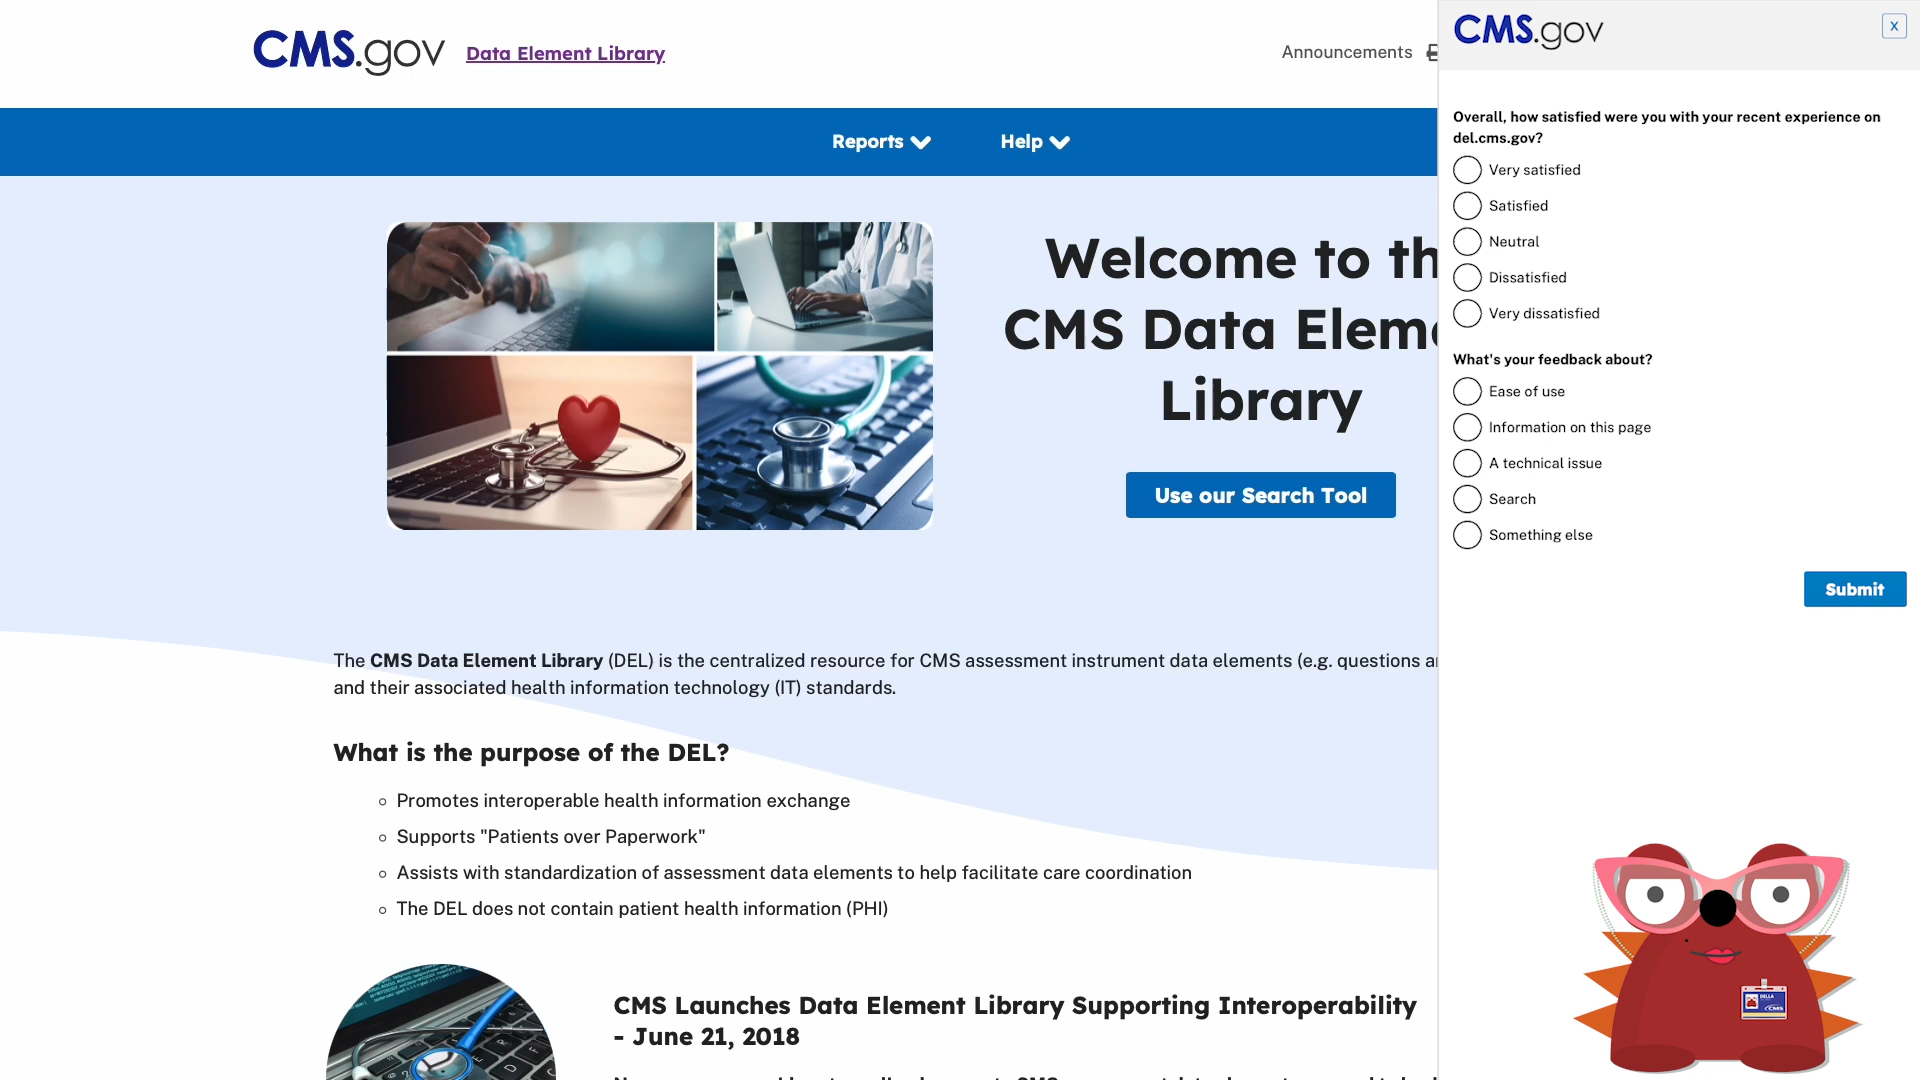 CMS.gov Data Element Library
Announcements
Reports
Help
Welcome to th
CMS Data Eleme
Library
Use our Search Tool
The CMS Data Element Library (DEL) is the centralized resource for CMS assessment instrument data elements (e.g. questions a
and their associated health information technology (IT) standards.
What is the purpose of the DEL?
Promotes interoperable health information exchange
Supports "Patients over Paperwork"
Assists with standardization of assessment data elements to help facilitate care coordination
The DEL does not contain patient health information (PHI)
CMS Launches Data Element Library Supporting Interoperability
- June 21, 2018
CMS.gov
X
Overall, how satisfied were you with your recent experience on
del.cms.gov?
Very satisfied
Satisfied
Neutral
Dissatisfied
Very dissatisfied
What's your feedback about?
Ease of use
Information on this page
A technical issue
Search
Something else
Submit
DELLA
CMS